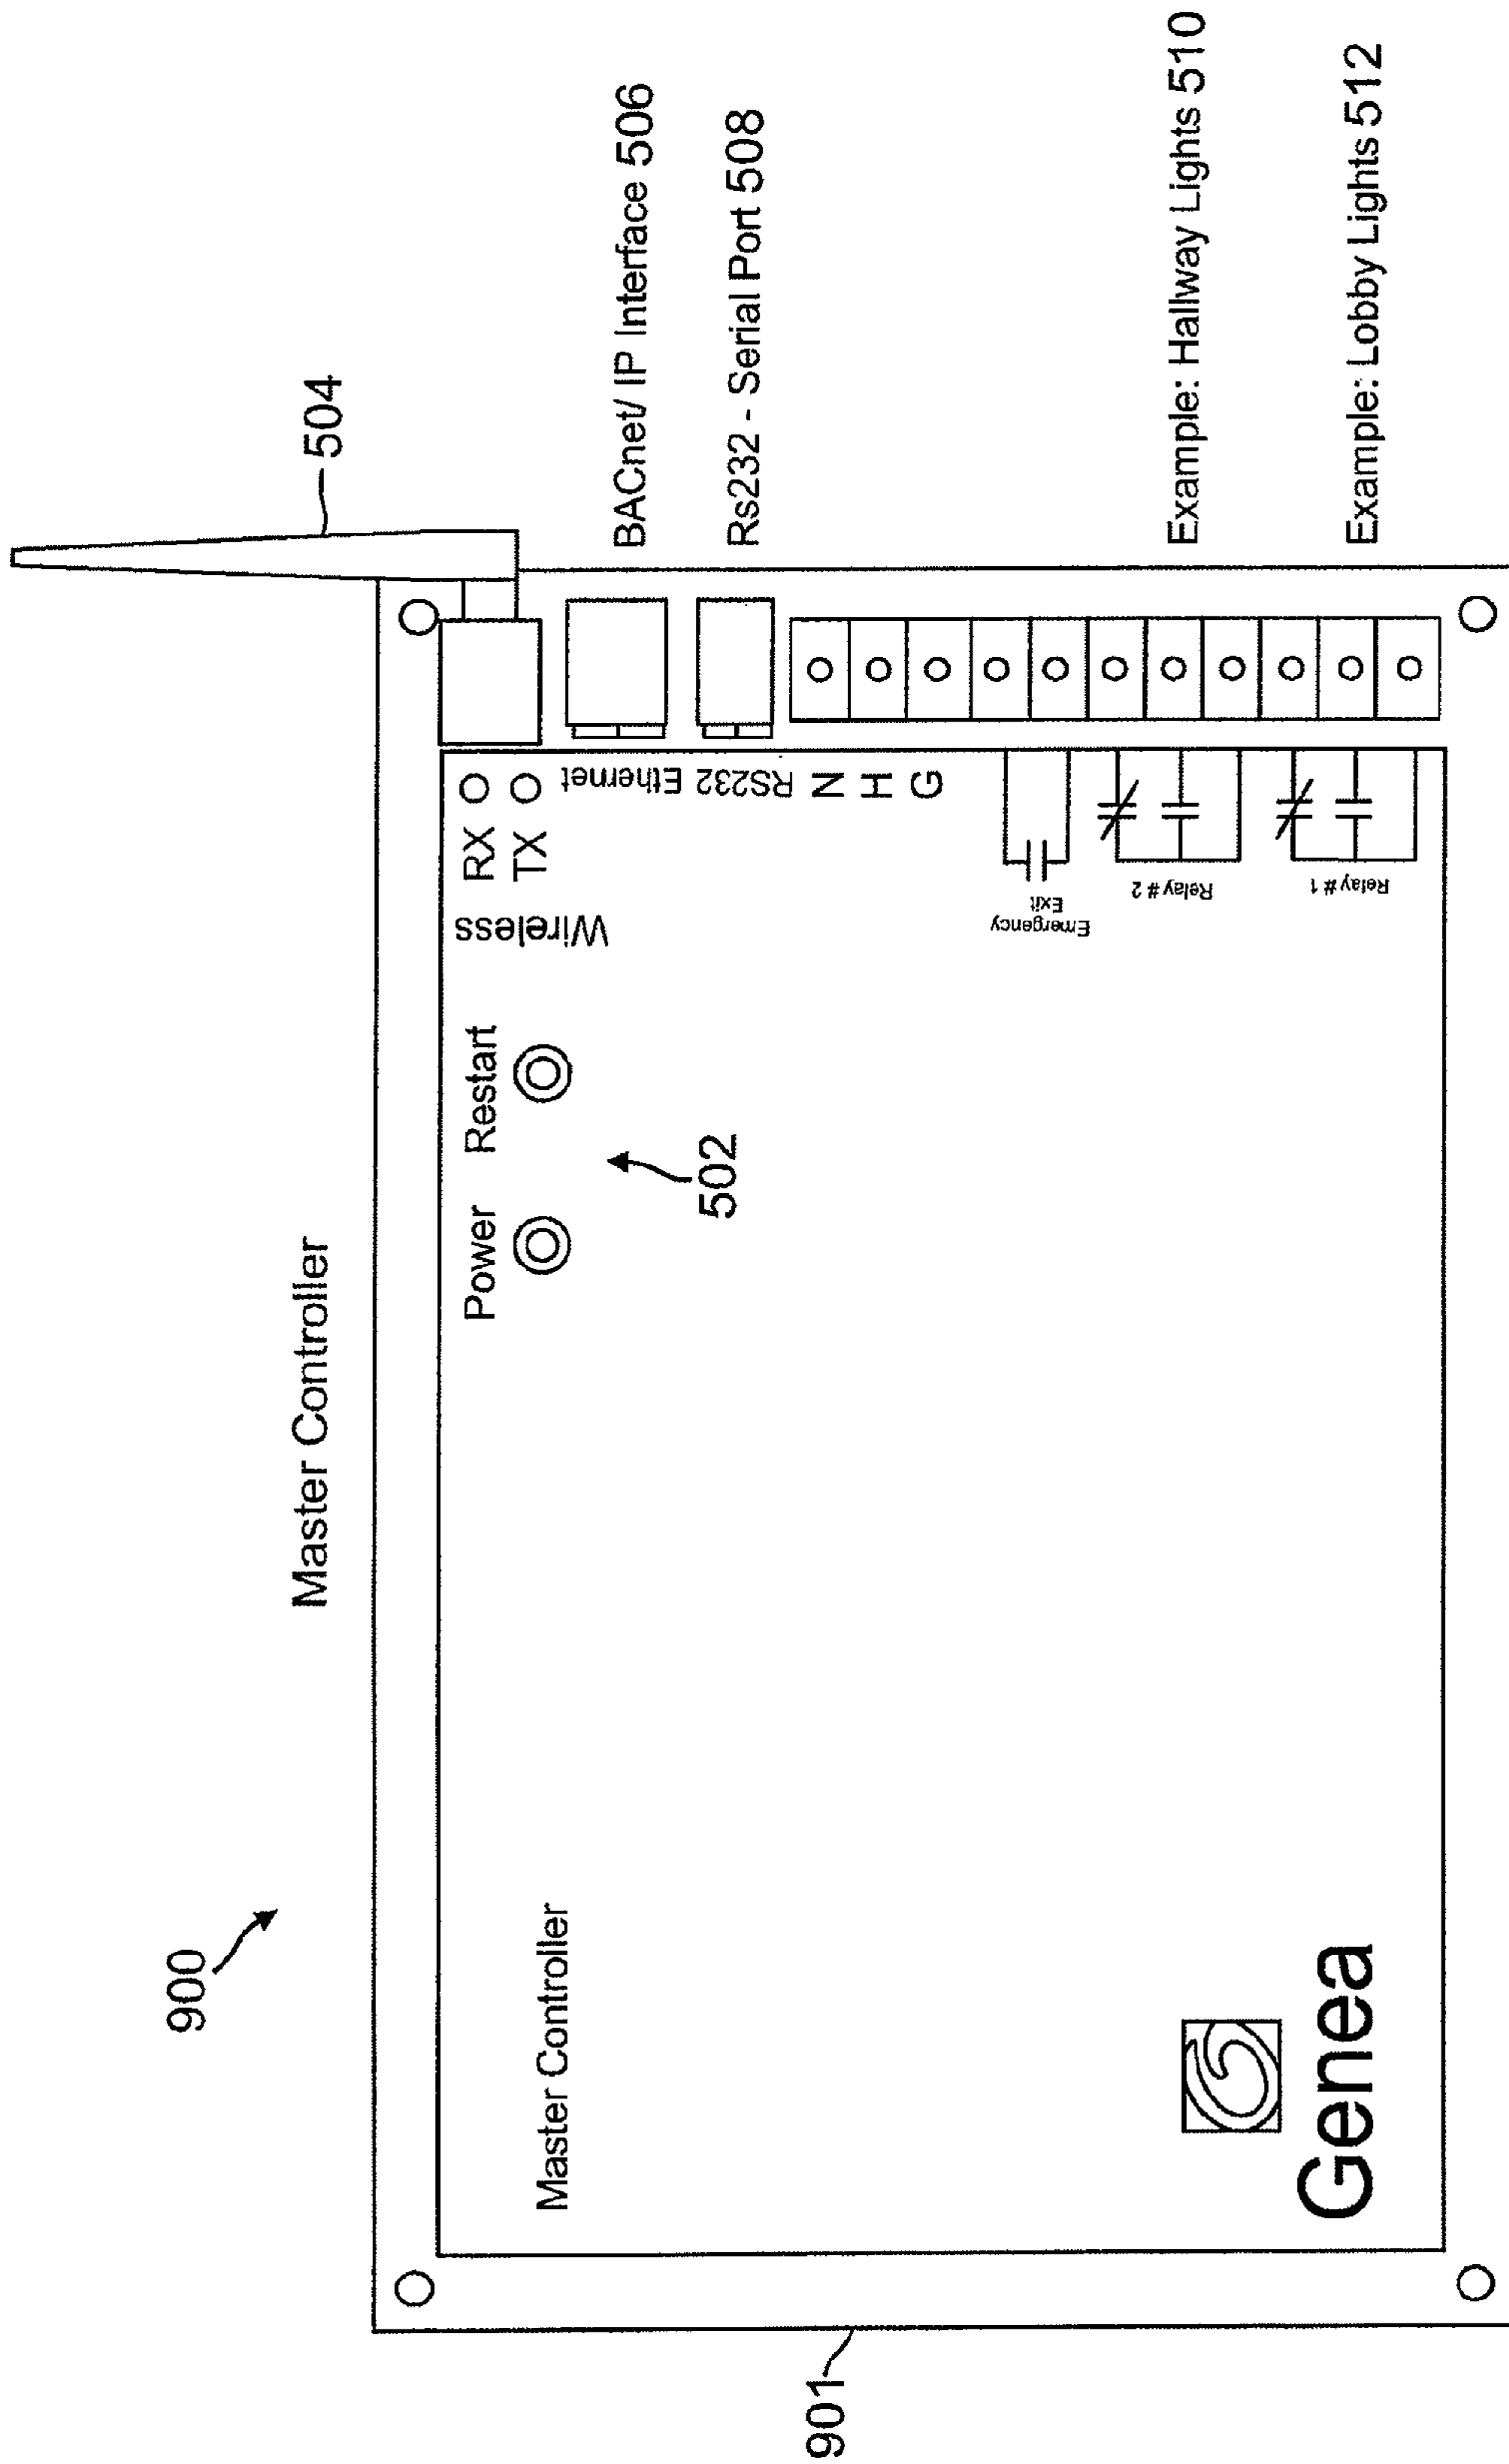 Master Controller
900
901
Master Controller
Power
Restart
502
Wireless
RX
TX
504
Ethernet
RS232
N
H
G
Emergency
Exit
Relay # 2
Relay # 1
BACnet/ IP Interface 506
Rs232 - Serial Port 508
Example: Hallway Lights 510
Example: Lobby Lights 512
Genea